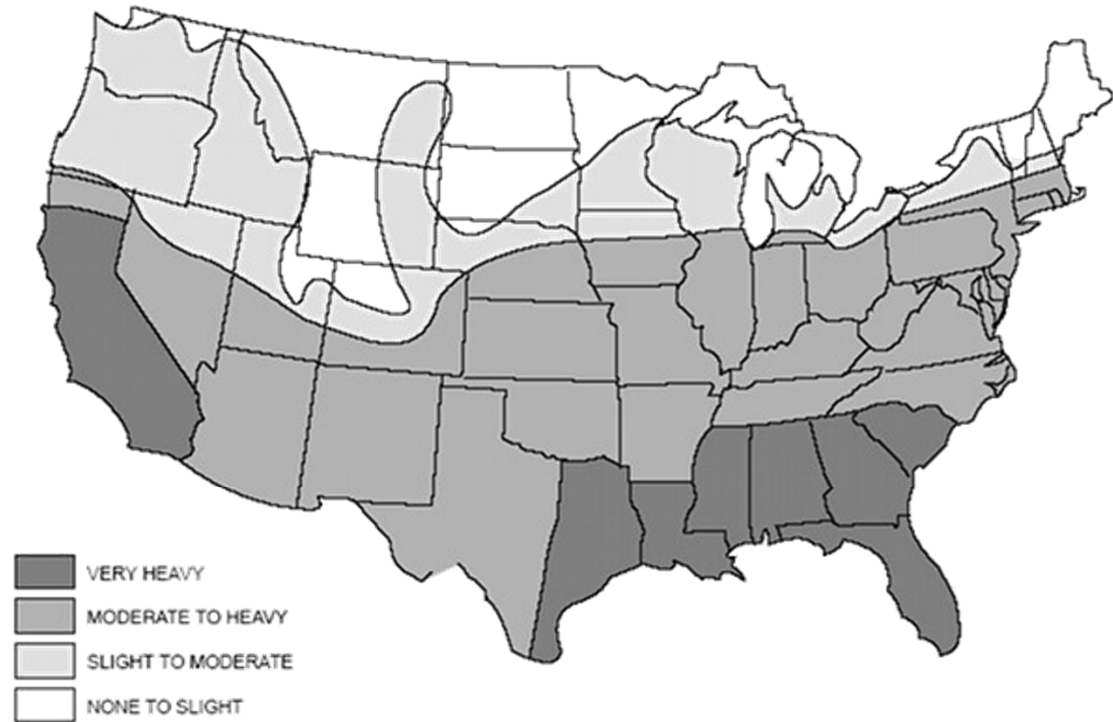 VERY HEAVY
MODERATE TO HEAVY
SLIGHT TO MODERATE
NONE TO SLIGHT